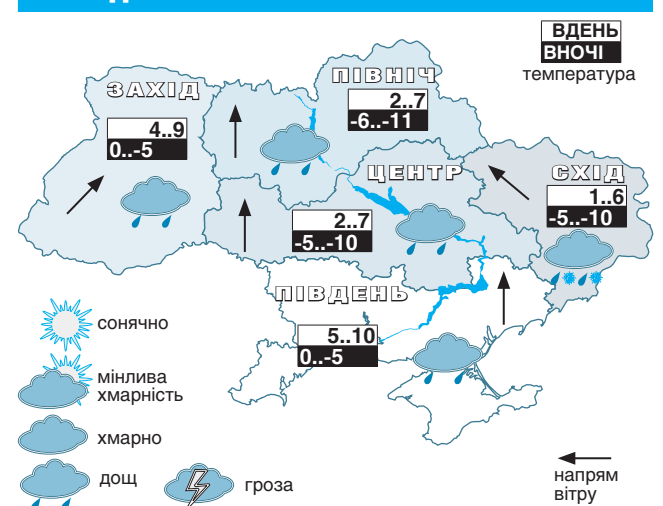 ВДЕНЬ
ВНОЧІ
температура
ПІВНІЧ
2..7
-6..-11
ЗАХІД
4..9
0..-5
ЦЕНТР
2..7
-5..-10
СХІД
1..6
-5..-10
ПІВДЕНЬ
5..10
0..-5
сонячно
мінлива
хмарність
хмарно
дощ
гроза
напрям
вітру